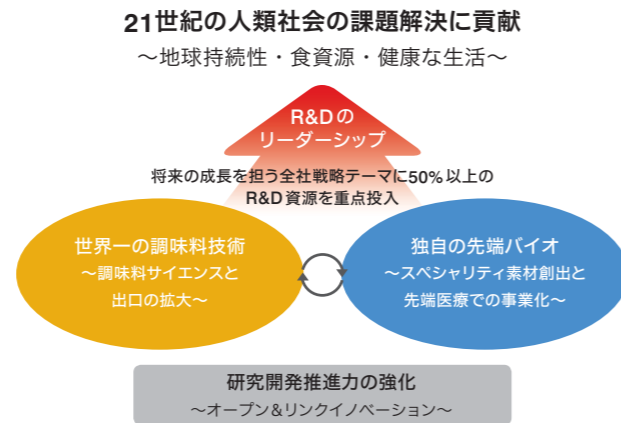 21世紀の人類社会の課題解決に貢献
～地球持続性・食資源・健康な生活～
R&Dの
リーダーシップ
将来の成長を担う全社戦略テーマに50%以上の
R&D資源を重点投入
世界一の調味料技術
～調味料サイエンスと
出口の拡大～
独自の先端バイオ
～スペシャリティ素材創出と
先端医療での事業化～
研究開発推進力の強化
～オープン&リンクイノベーション～